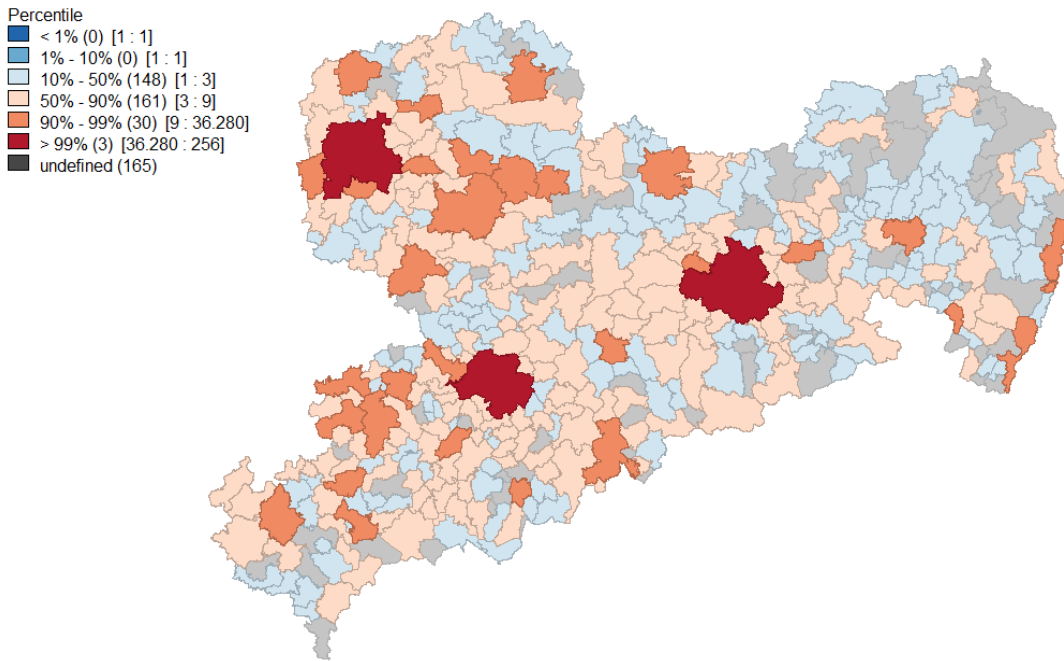 Percentile
< 1% (0) [1 : 1]
1% - 10% (0) [1 : 1]
10% - 50% (148) [1 : 3]
50% - 90% (161) [3 : 9]
90% - 99% (30) [9 : 36.280]
> 99% (3) [36.280 : 256]
undefined (165)